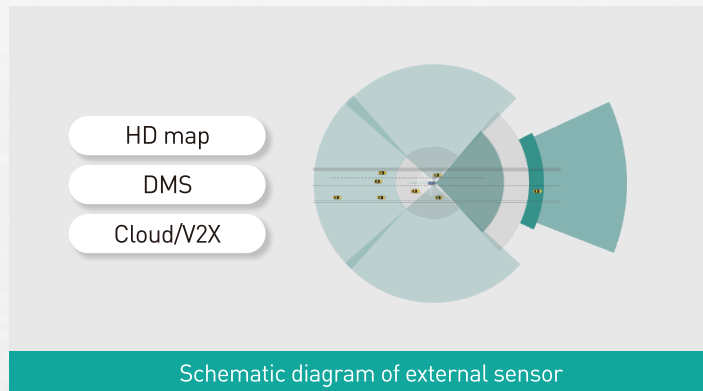 HD map
DMS
Cloud/V2X
Schematic diagram of external sensor